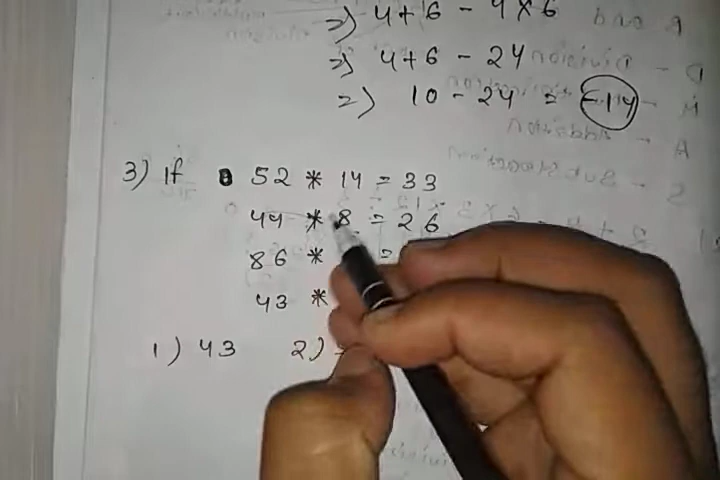 =) 4+6 - 4×6
=) 4+6 - 24
=) 10 - 24 = -14
3) If 52 * 14 = 33
44 * 8 = 26
86 * =
43 *
1) 43 2)